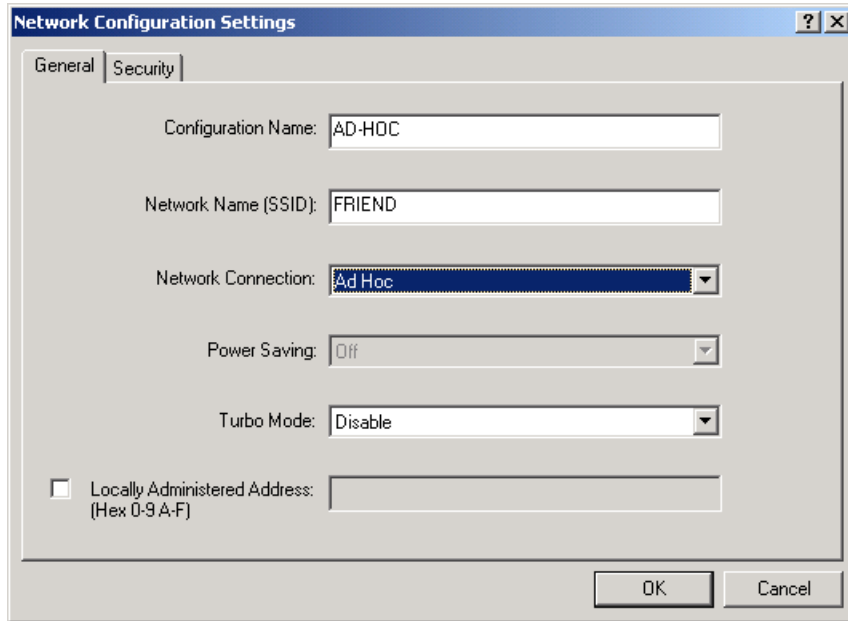 Network Configuration Settings
General Security
Configuration Name: AD-HOC
Network Name (SSID): FRIEND
Network Connection: Ad Hoc
Power Saving: Off
Turbo Mode: Disable
Locally Administered Address:
(Hex 0-9 A-F)
OK Cancel